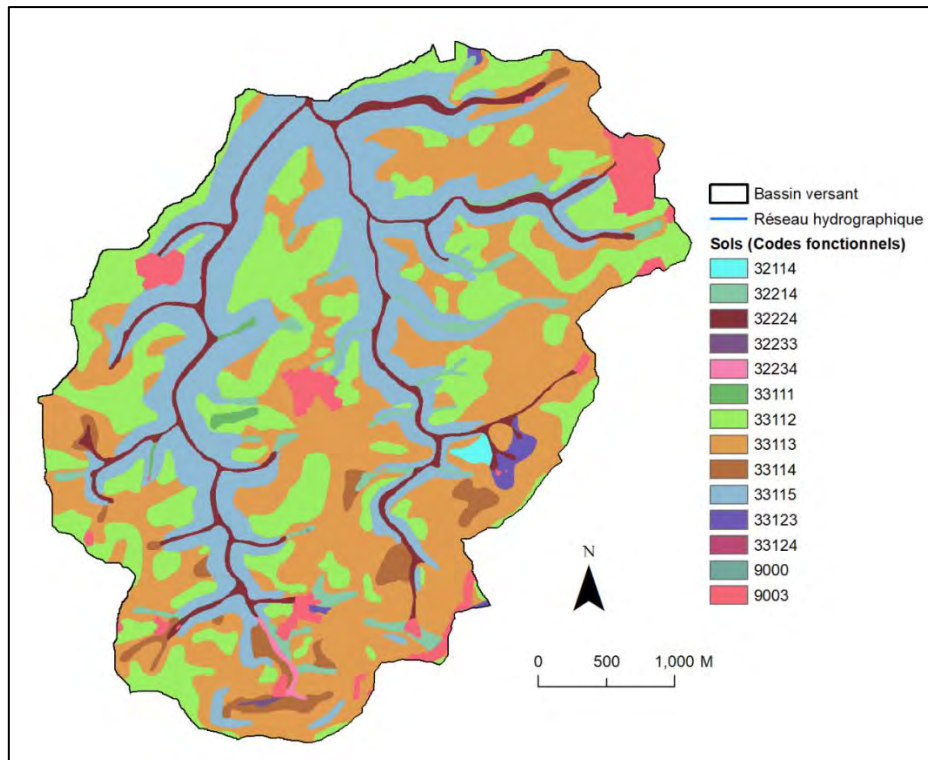 Bassin versant
Réseau hydrographique
Sols (Codes fonctionnels)
32114
32214
32224
32233
32234
33111
33112
33113
33114
33115
33123
33124
9000
9003
N
0 500 1,000 M